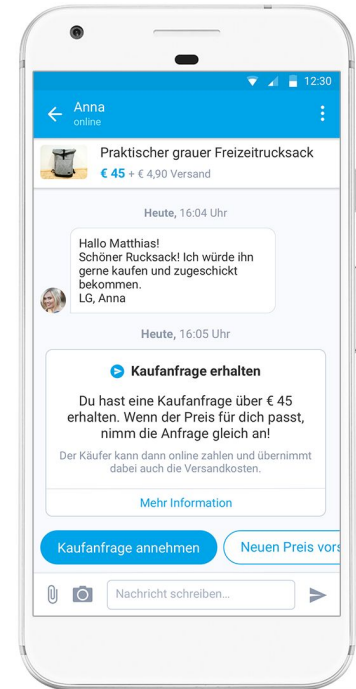 12:30
Anna
online
Praktischer grauer Freizeitrucksack
€ 45 + € 4,90 Versand
Heute, 16:04 Uhr
Hallo Matthias!
Schöner Rucksack! Ich würde ihn
gerne kaufen und zugeschickt
bekommen.
LG, Anna
Heute, 16:05 Uhr
Kaufanfrage erhalten
Du hast eine Kaufanfrage über € 45
erhalten. Wenn der Preis für dich passt,
nimm die Anfrage gleich an!
Der Käufer kann dann online zahlen und übernimmt
dabei auch die Versandkosten.
Mehr Information
Kaufanfrage annehmen
Neuen Preis vors
Nachricht schreiben...